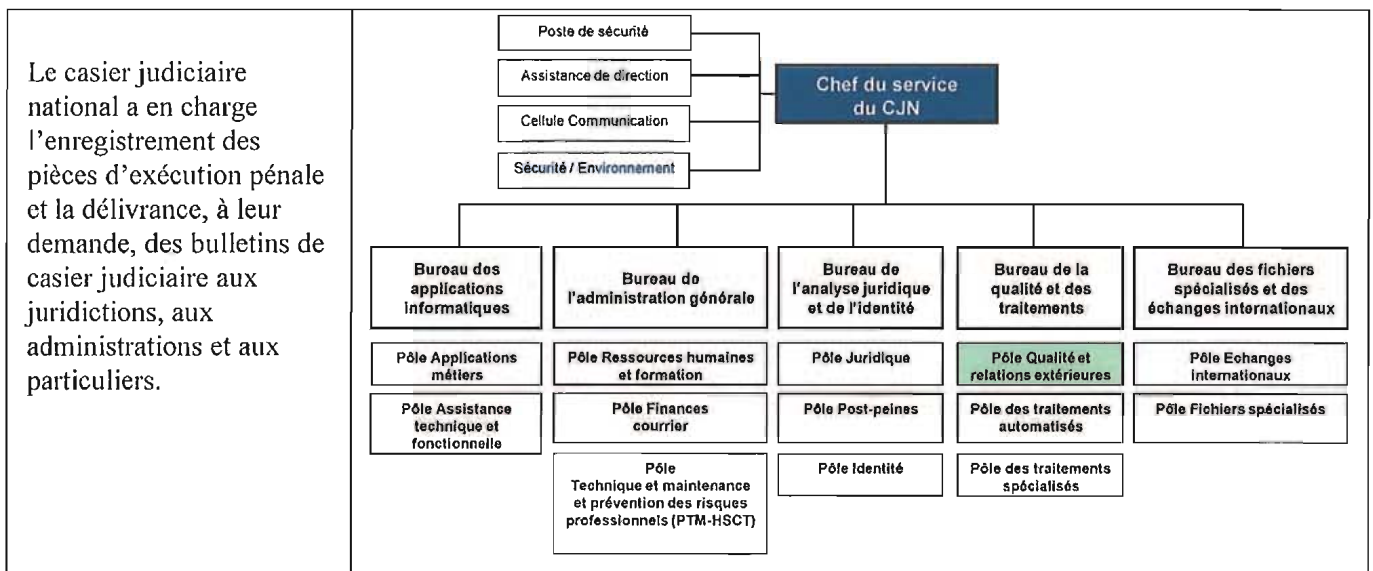 Le casier judiciaire
national a en charge
l'enregistrement des
pièces d'exécution pénale
et la délivrance, à leur
demande, des bulletins de
casier judiciaire aux
juridictions, aux
administrations et aux
particuliers.
Poste de sécurité
Assistance de direction
Cellule Communication
Sécurité / Environnement
Chef du service
du CJN
Bureau des
applications
informatiques
Pôle Applications
métiers
Pôle Assistance
technique et
fonctionnelle
Bureau de
l'administration générale
Pôle Ressources humaines
et formation
Pôle Finances
courrier
Pôle
Technique et maintenance
et prévention des risques
professionnels (PTM-HSCT)
Bureau de
l'analyse juridique
et de l'identité
Pôle Juridique
Pôle Post-peines
Pôle Identité
Bureau de la
qualité et des
traitements
Pôle Qualité et
relations extérieures
Pôle des traitements
automatisés
Pôle des traitements
spécialisés
Bureau des fichiers
spécialisés et des
échanges internationaux
Pôle Echanges
internationaux
Pôle Fichiers spécialisés